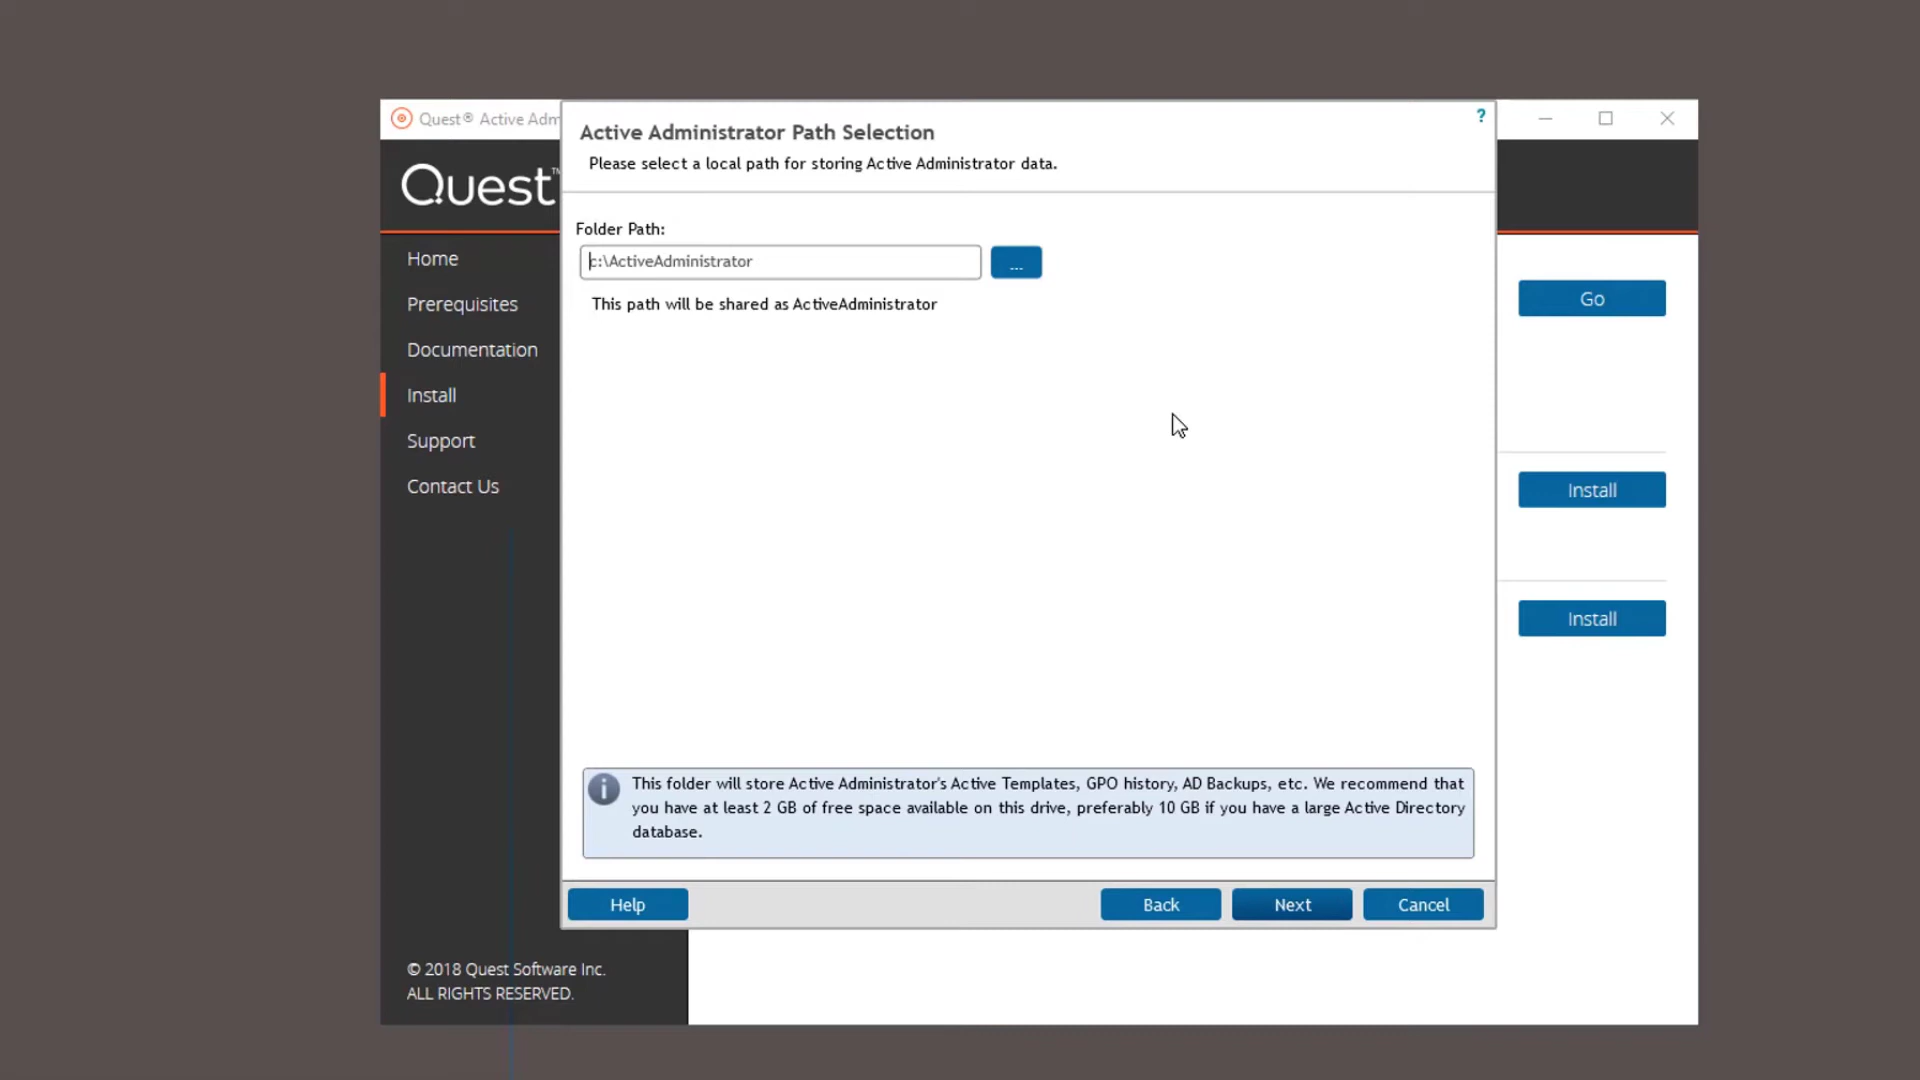 Quest® Active Adm
Quest™
Home
Prerequisites
Documentation
Install
Support
Contact Us
© 2018 Quest Software Inc.
ALL RIGHTS RESERVED.
?
Active Administrator Path Selection
Please select a local path for storing Active Administrator data.
Folder Path:
c:\ActiveAdministrator
...
This path will be shared as ActiveAdministrator
This folder will store Active Administrator's Active Templates, GPO history, AD Backups, etc. We recommend that
you have at least 2 GB of free space available on this drive, preferably 10 GB if you have a large Active Directory
database.
Help
Back
Next
Cancel
Go
Install
Install